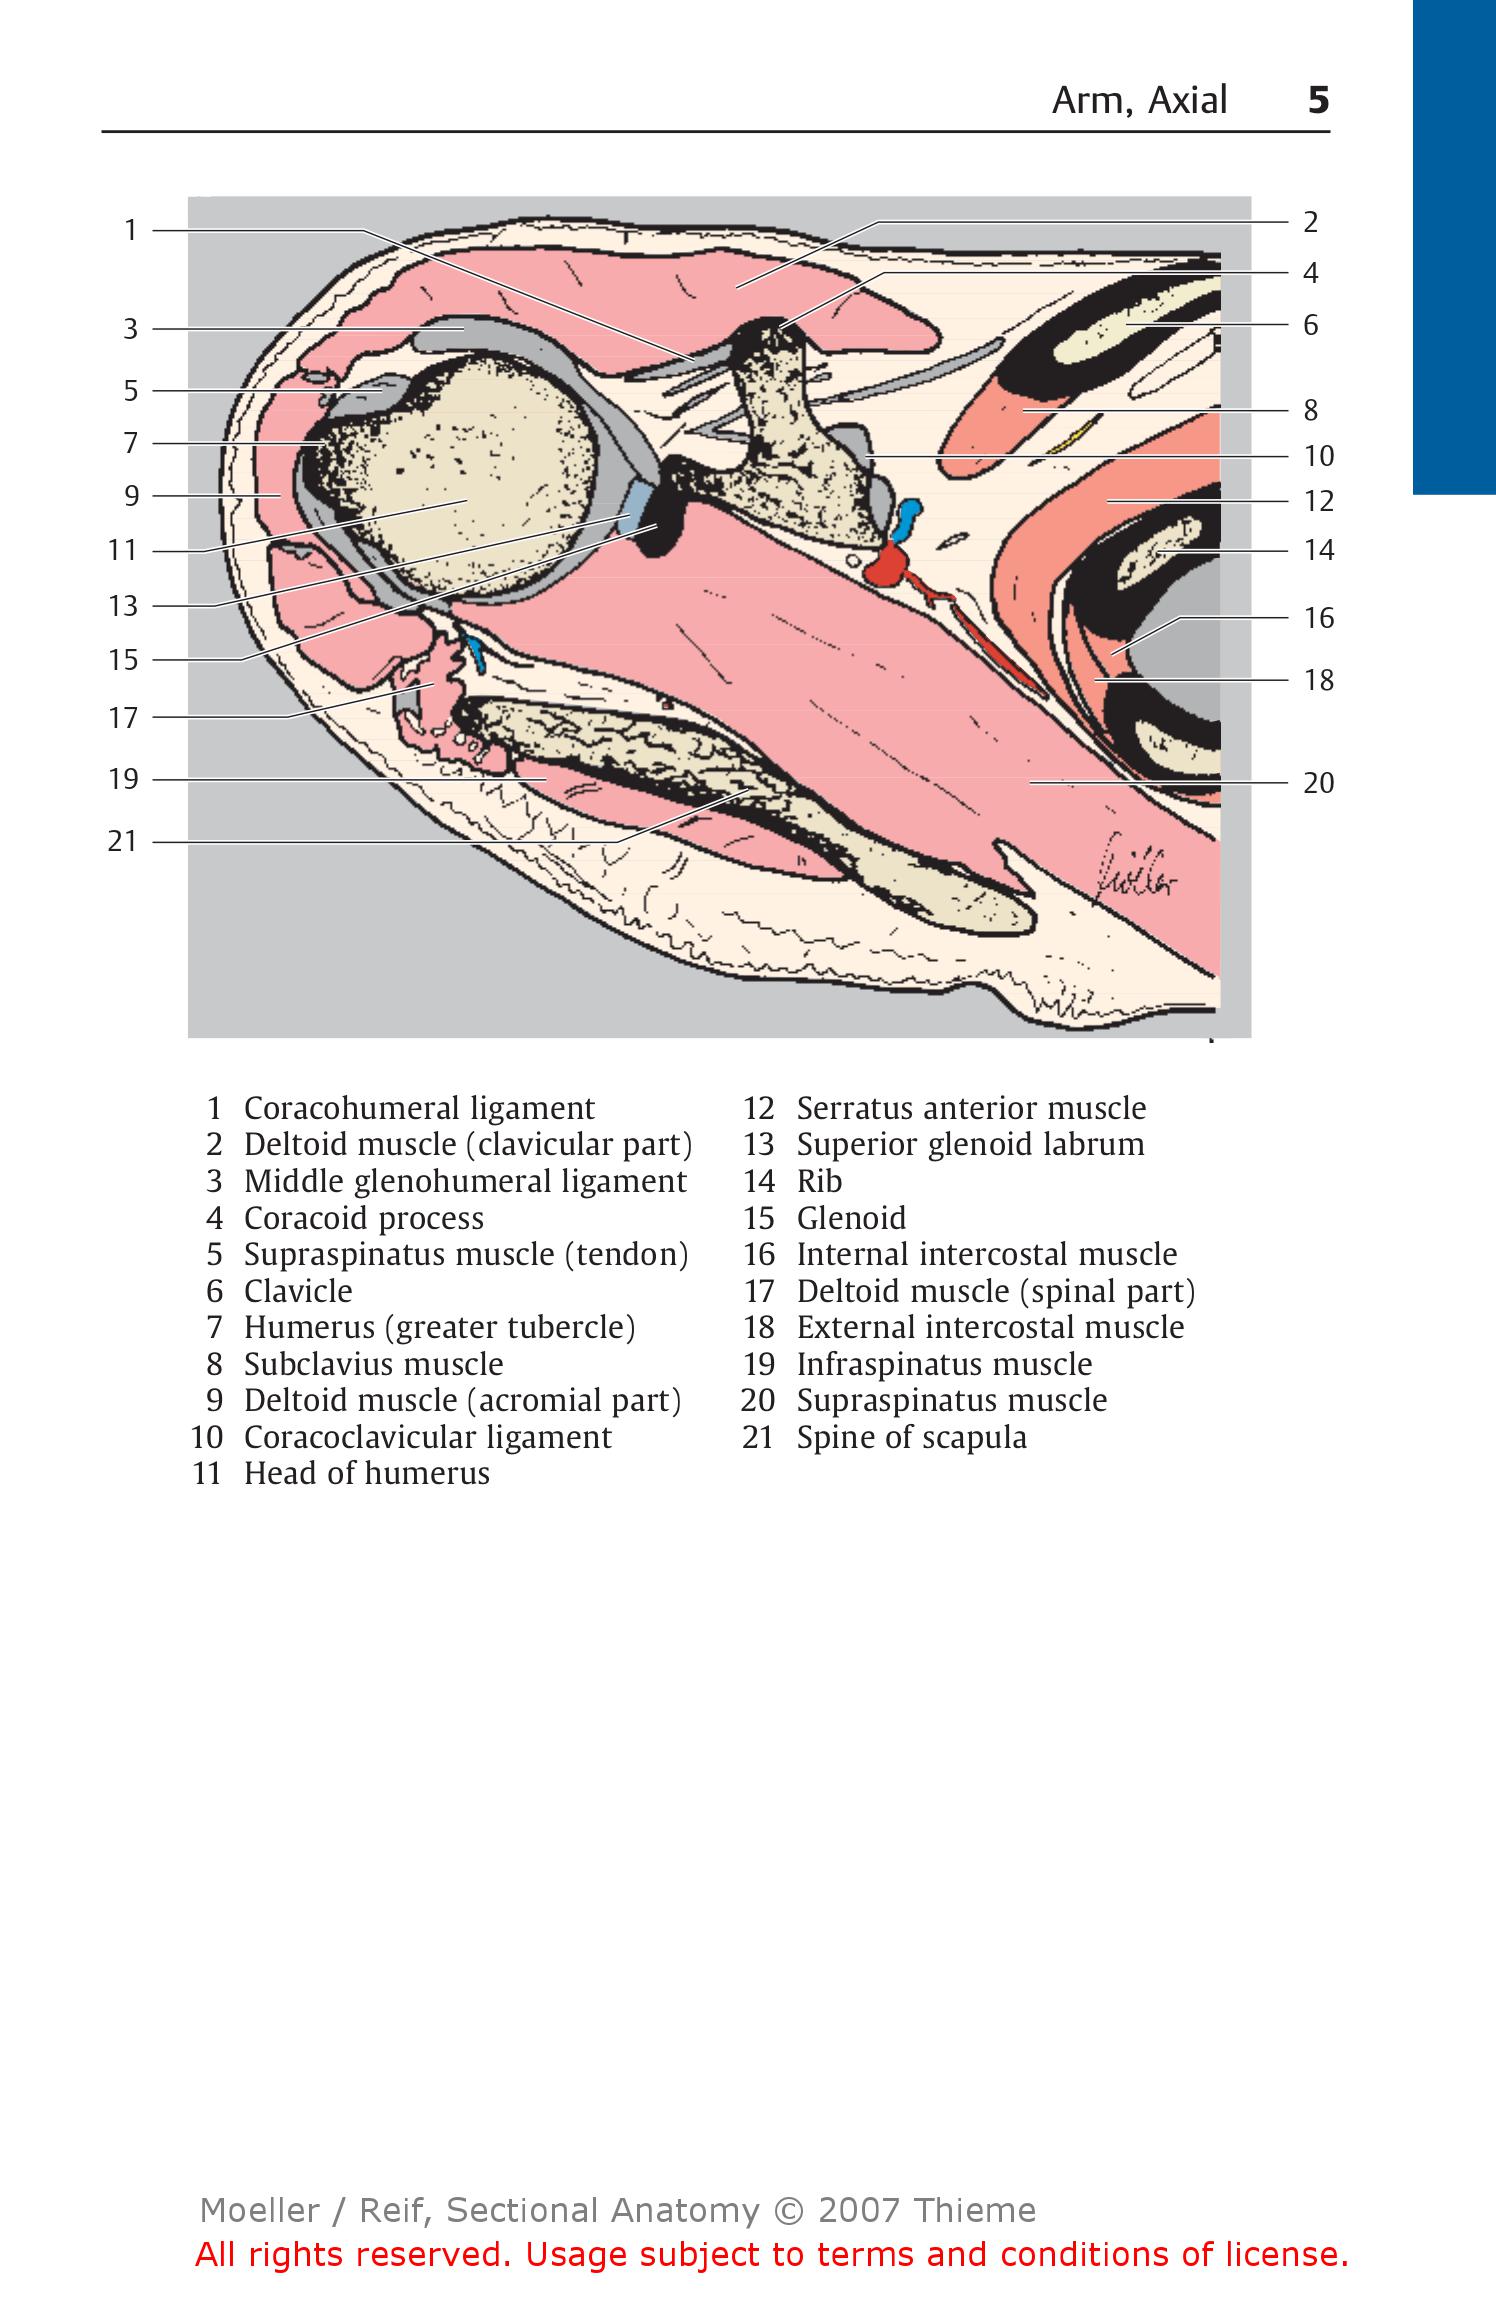 Arm, Axial 5
1
2
3
4
5
6
7
8
9
10
11
12
13
14
15
16
17
18
19
20
21
1 Coracohumeral ligament
2 Deltoid muscle (clavicular part)
3 Middle glenohumeral ligament
4 Coracoid process
5 Supraspinatus muscle (tendon)
6 Clavicle
7 Humerus (greater tubercle)
8 Subclavius muscle
9 Deltoid muscle (acromial part)
10 Coracoclavicular ligament
11 Head of humerus
12 Serratus anterior muscle
13 Superior glenoid labrum
14 Rib
15 Glenoid
16 Internal intercostal muscle
17 Deltoid muscle (spinal part)
18 External intercostal muscle
19 Infraspinatus muscle
20 Supraspinatus muscle
21 Spine of scapula
Moeller / Reif, Sectional Anatomy © 2007 Thieme
All rights reserved. Usage subject to terms and conditions of license.